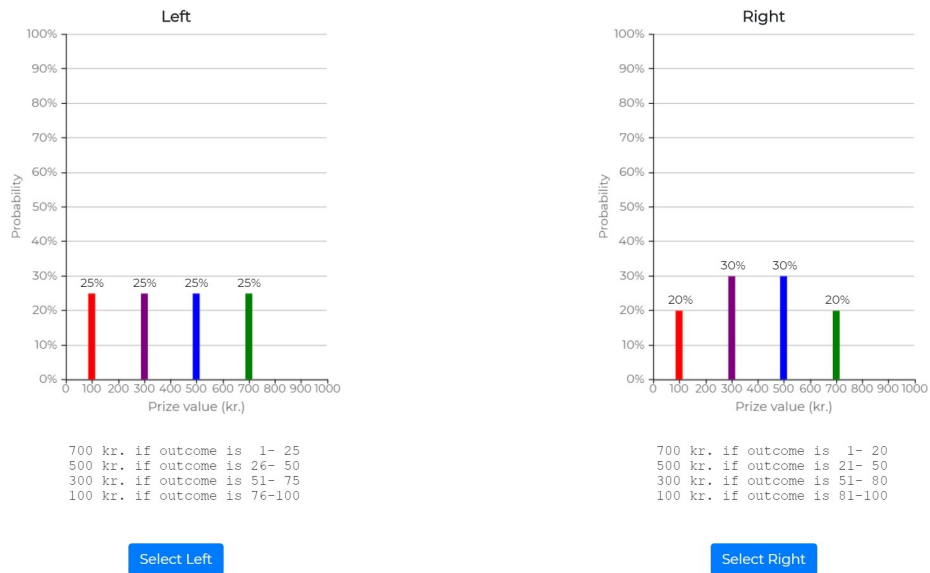 Left
100%
90%
80%
70%
60%
50%
40%
30%
20%
10%
0%
Probability
25% 25% 25% 25%
0 100 200 300 400 500 600 700 800 900 1000
Prize value (kr.)
700 kr. if outcome is  1- 25
500 kr. if outcome is 26- 50
300 kr. if outcome is 51- 75
100 kr. if outcome is 76-100
Select Left
Right
100%
90%
80%
70%
60%
50%
40%
30%
20%
10%
0%
Probability
20% 30% 30% 20%
0 100 200 300 400 500 600 700 800 900 1000
Prize value (kr.)
700 kr. if outcome is  1- 20
500 kr. if outcome is 21- 50
300 kr. if outcome is 51- 80
100 kr. if outcome is 81-100
Select Right